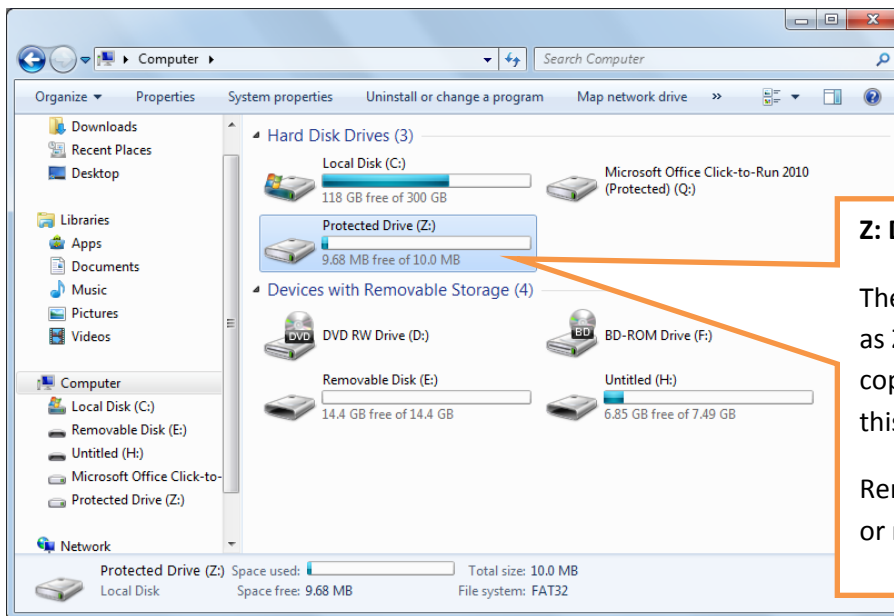 Computer
Search Computer
Organize
Properties
System properties
Uninstall or change a program
Map network drive
»
Downloads
Recent Places
Desktop
Libraries
Apps
Documents
Music
Pictures
Videos
Computer
Local Disk (C:)
Removable Disk (E:)
Untitled (H:)
Microsoft Office Click-to-
Protected Drive (Z:)
Network
Hard Disk Drives (3)
Local Disk (C:)
118 GB free of 300 GB
Microsoft Office Click-to-Run 2010
(Protected) (Q:)
Protected Drive (Z:)
9.68 MB free of 10.0 MB
Devices with Removable Storage (4)
DVD
DVD RW Drive (D:)
BD
BD-ROM Drive (F:)
Removable Disk (E:)
14.4 GB free of 14.4 GB
Untitled (H:)
6.85 GB free of 7.49 GB
Protected Drive (Z:) Space used: Total size: 10.0 MB
Local Disk Space free: 9.68 MB File system: FAT32
Z:
as
or